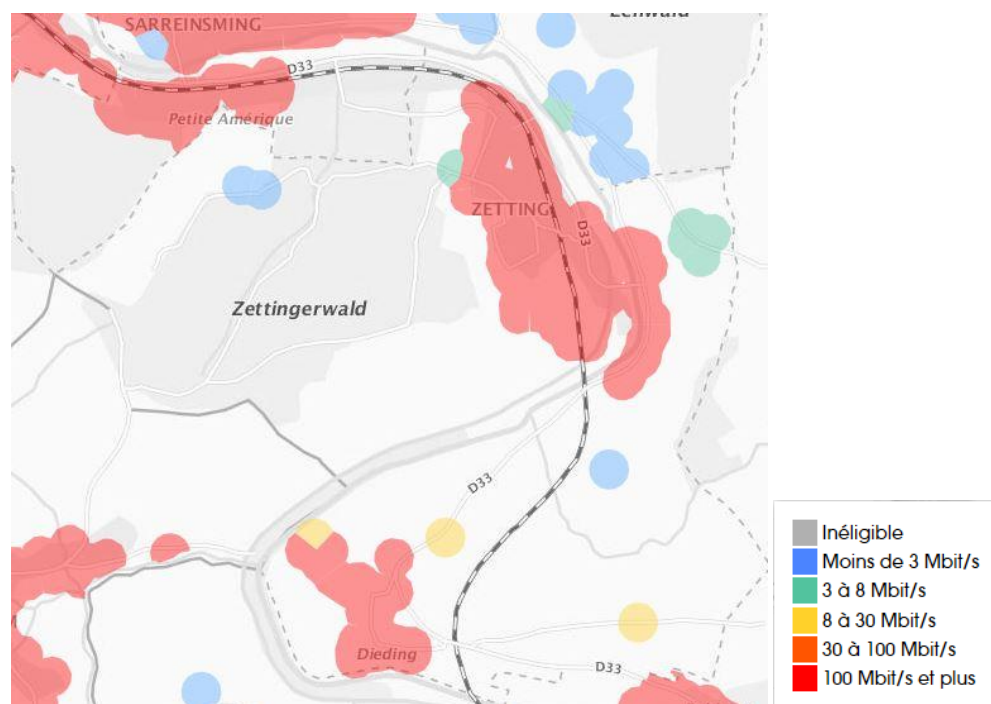 SARREINSMING
D33
Petite Amérique
ZETTING
D33
Zettingerwald
D33
Dieding
D33
Inéligible
Moins de 3 Mbit/s
3 à 8 Mbit/s
8 à 30 Mbit/s
30 à 100 Mbit/s
100 Mbit/s et plus